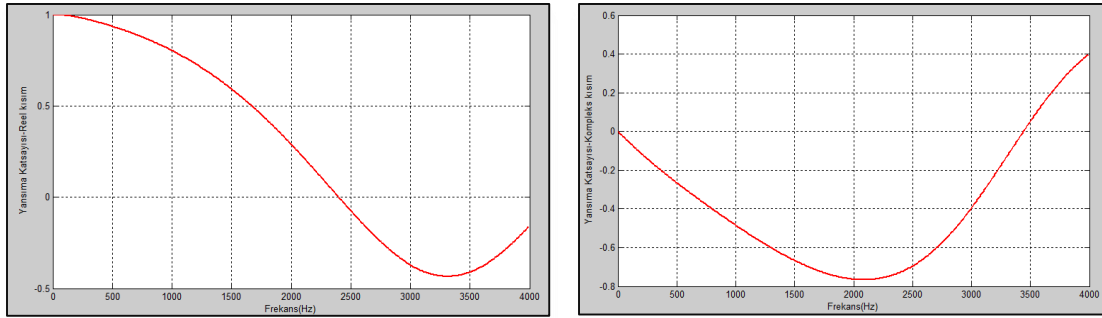 Yansıma Katsayısı-Reel kısım
1
0.5
0
-0.5
0 500 1000 1500 2000 2500 3000 3500 4000
Frekans(Hz)
Yansıma Katsayısı-Kompleks kısım
0.6
0.4
0.2
0
-0.2
-0.4
-0.6
-0.8
0 500 1000 1500 2000 2500 3000 3500 4000
Frekans(Hz)